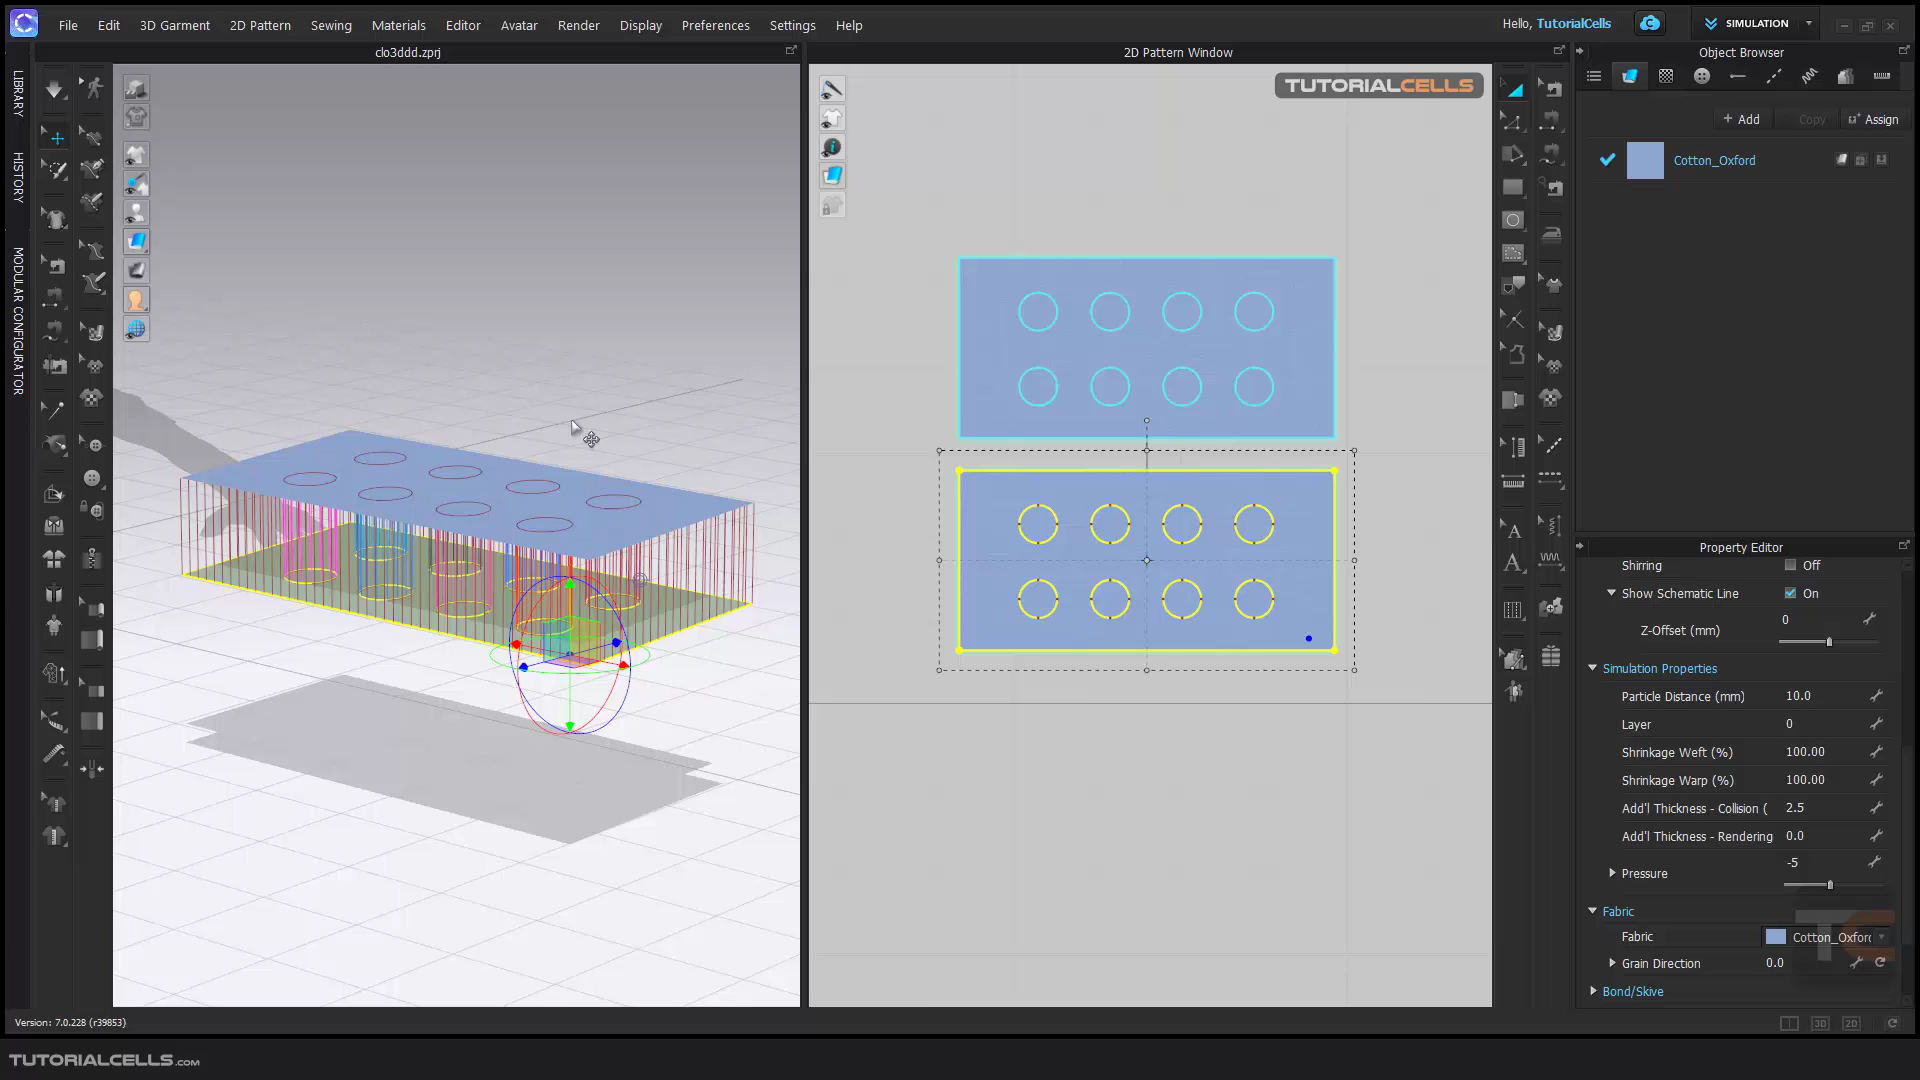 File Edit 3D Garment 2D Pattern Sewing Materials Editor Avatar Render Display Preferences Settings Help
Hello, TutorialCells
SIMULATION
clo3ddd.zprj
2D Pattern Window
Object Browser
LIBRARY
HISTORY
MODULAR CONFIGURATOR
TUTORIALCELLS
+ Add Copy Assign
Cotton_Oxford
Property Editor
Shirring Off
Show Schematic Line On
Z-Offset (mm) 0
Simulation Properties
Particle Distance (mm) 10.0
Layer 0
Shrinkage Weft (%) 100.00
Shrinkage Warp (%) 100.00
Add'l Thickness - Collision ( 2.5
Add'l Thickness - Rendering 0.0
Pressure -5
Fabric
Fabric Cotton_Oxford
Grain Direction 0.0
Bond/Skive
A
A
Version: 7.0.228 (r39853)
3D 2D
TUTORIALCELLS.com
TC